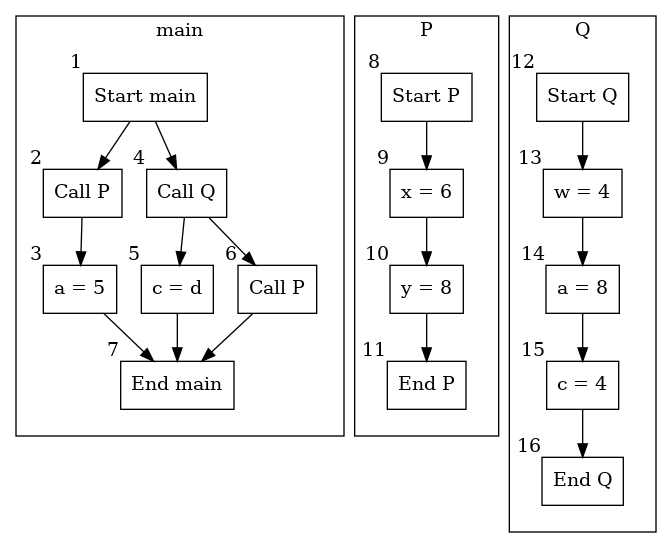 main
1
Start main
2
Call P
4
Call Q
3
a = 5
5
c = d
6
Call P
7
End main
P
8
Start P
9
x = 6
10
y = 8
11
End P
Q
12
Start Q
13
w = 4
14
a = 8
15
c = 4
16
End Q